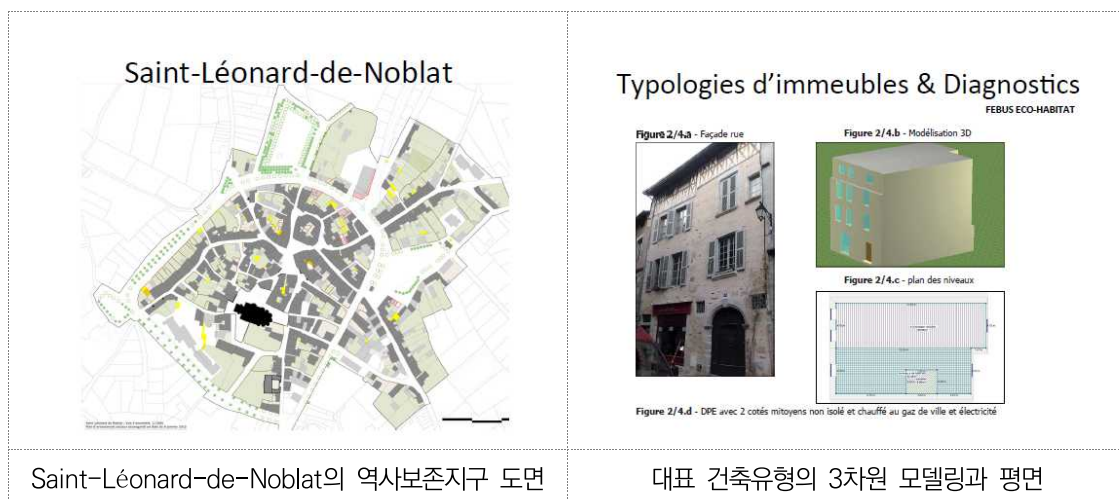 Saint-Léonard-de-Noblat
Typologies d'immeubles & Diagnostics
FEBUS ECO-HABITAT
Figure 2/4.a - Façade rue
Figure 2/4.b - Modélisation 3D
Figure 2/4.c - plan des niveaux
Figure 2/4.d - DPE avec 2 cotés mitoyens non isolé et chauffé au gaz de ville et électricité
Saint-Léonard-de-Noblat의 역사보존지구 도면
대표 건축유형의 3차원 모델링과 평면